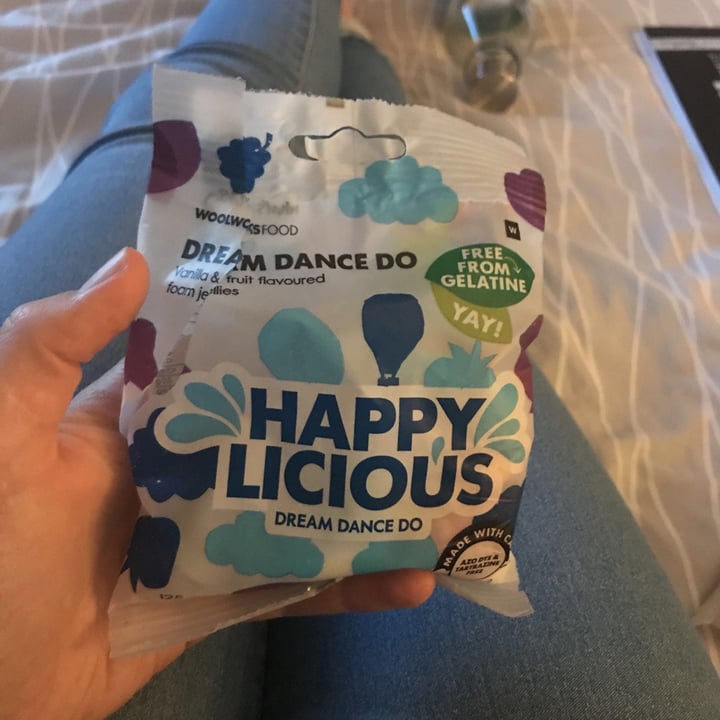 WOOLWORKS FOOD
W
DREAM DANCE DO
Vanilla & fruit flavoured
foam jellies
FREE
FROM
GELATINE
YAY!
HAPPY
LICIOUS
DREAM DANCE DO
MADE WITH
AZO DYE &
TARTRAZINE
FREE